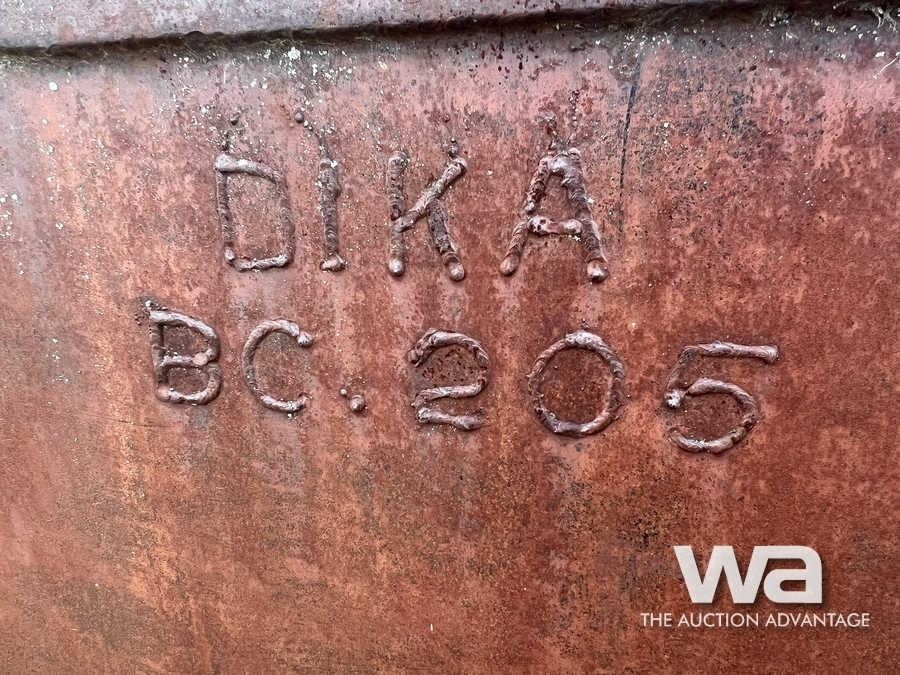 DIKA
BC.205
wa
THE AUCTION ADVANTAGE